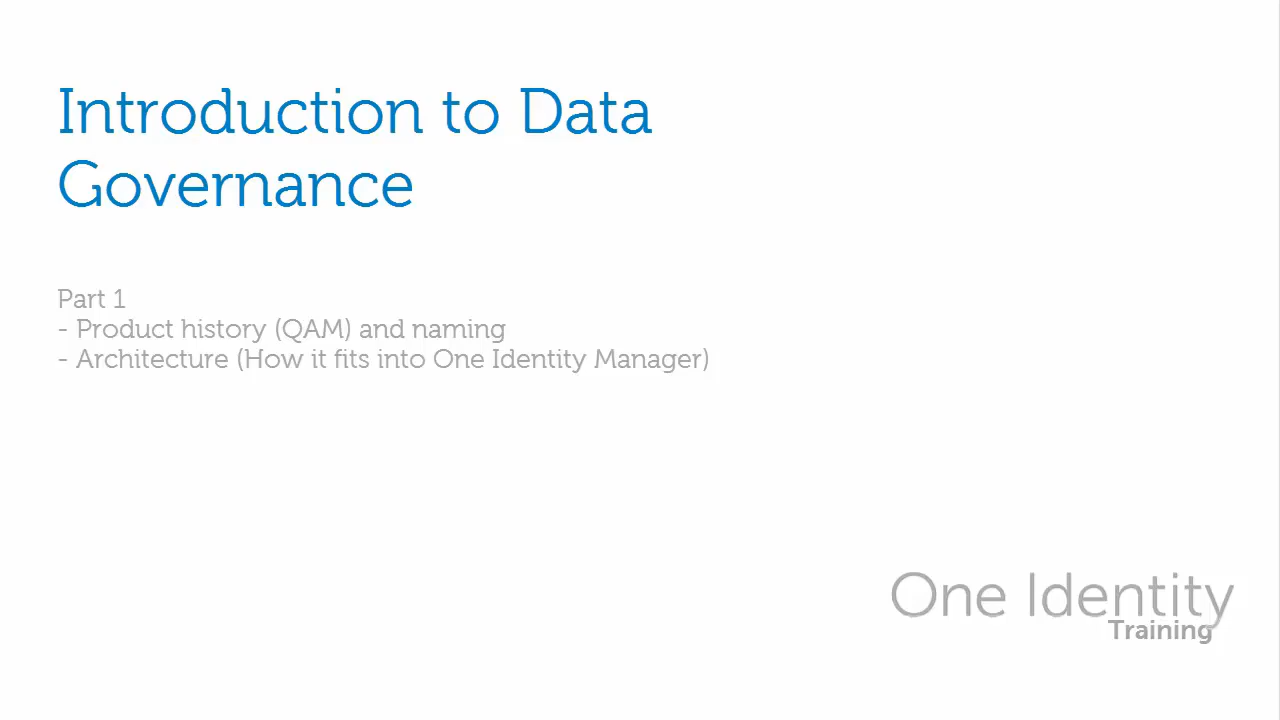 Introduction to Data
Governance
Part 1
- Product history (QAM) and naming
- Architecture (How it fits into One Identity Manager)
One Identity
Training